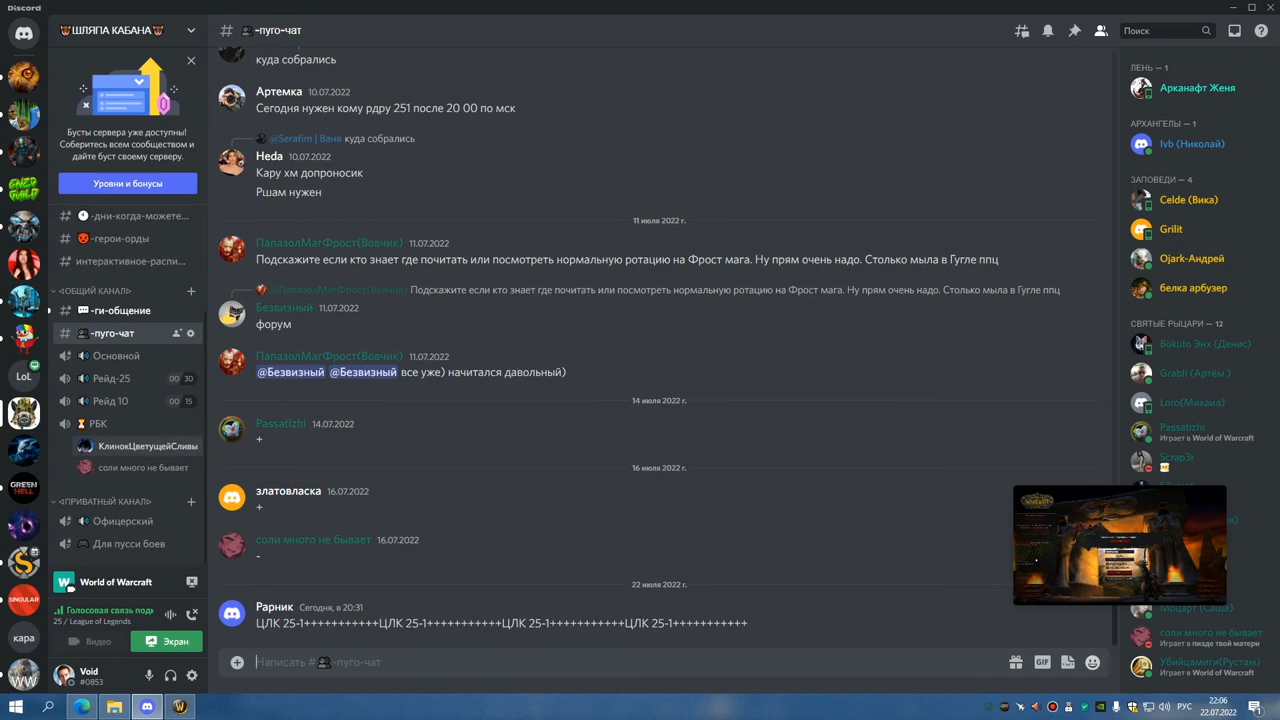 Discord
ШЛЯПА КАБАНА
Бусты сервера уже доступны!
Соберитесь всем сообществом и
дайте буст своему серверу.
Уровни и бонусы
-дни-когда-можете...
-герои-орды
интерактивное-распи...
<ОБЩИЙ КАНАЛ>
-ги-общение
-пуго-чат
Основной
Рейд-25 00 30
Рейд 10 00 15
РБК
КлинокЦветущейСливы
соли много не бывает
<ПРИВАТНЫЙ КАНАЛ>
Офицерский
Для пусси боев
World of Warcraft
Голосовая связь подк
25 / League of Legends
Видео Экран
Void
#0853
LoL
GNZD
GUILD
GREEN
HELL
SINGULAR
кара
-пуго-чат
Поиск
куда собрались
Артемка 10.07.2022
Сегодня нужен кому рдру 251 после 20 00 по мск
@Serafim | Ваня куда собрались
Heda 10.07.2022
Кару хм допроносик
Ршам нужен
11 июля 2022 г.
ПапазолМагФрост(Вовчик) 11.07.2022
Подскажите если кто знает где почитать или посмотреть нормальную ротацию на Фрост мага. Ну прям очень надо. Столько мыла в Гугле ппц
@ПапазолМагФрост(Вовчик) Подскажите если кто знает где почитать или посмотреть нормальную ротацию на Фрост мага. Ну прям очень надо. Столько мыла в Гугле ппц
Безвизный 11.07.2022
форум
ПапазолМагФрост(Вовчик) 11.07.2022
@Безвизный @Безвизный все уже) начитался давольный)
14 июля 2022 г.
Passatizhi 14.07.2022
+
16 июля 2022 г.
златовласка 16.07.2022
+
соли много не бывает 16.07.2022
-
22 июля 2022 г.
Рарник Сегодня, в 20:31
ЦЛК 25-1+++++++++++ЦЛК 25-1+++++++++++ЦЛК 25-1+++++++++++ЦЛК 25-1+++++++++++
Написать #-пуго-чат
GIF
ЛЕНЬ — 1
Арканафт Женя
АРХАНГЕЛЫ — 1
Ivb (Николай)
ЗАПОВЕДИ — 4
Celde (Вика)
Grilit
Ojark-Андрей
белка арбузер
СВЯТЫЕ РЫЦАРИ — 12
Bokuto Энх (Денис)
Grabli (Артём )
Loro(Михаил)
Passatizhi
Играет в World of Warcraft
Scrap3r
Моцарт (Саша)
соли много не бывает
Играет в пизде твой матери
Убийцамиги(Рустам)
Играет в World of Warcraft
РУС
22:06
22.07.2022